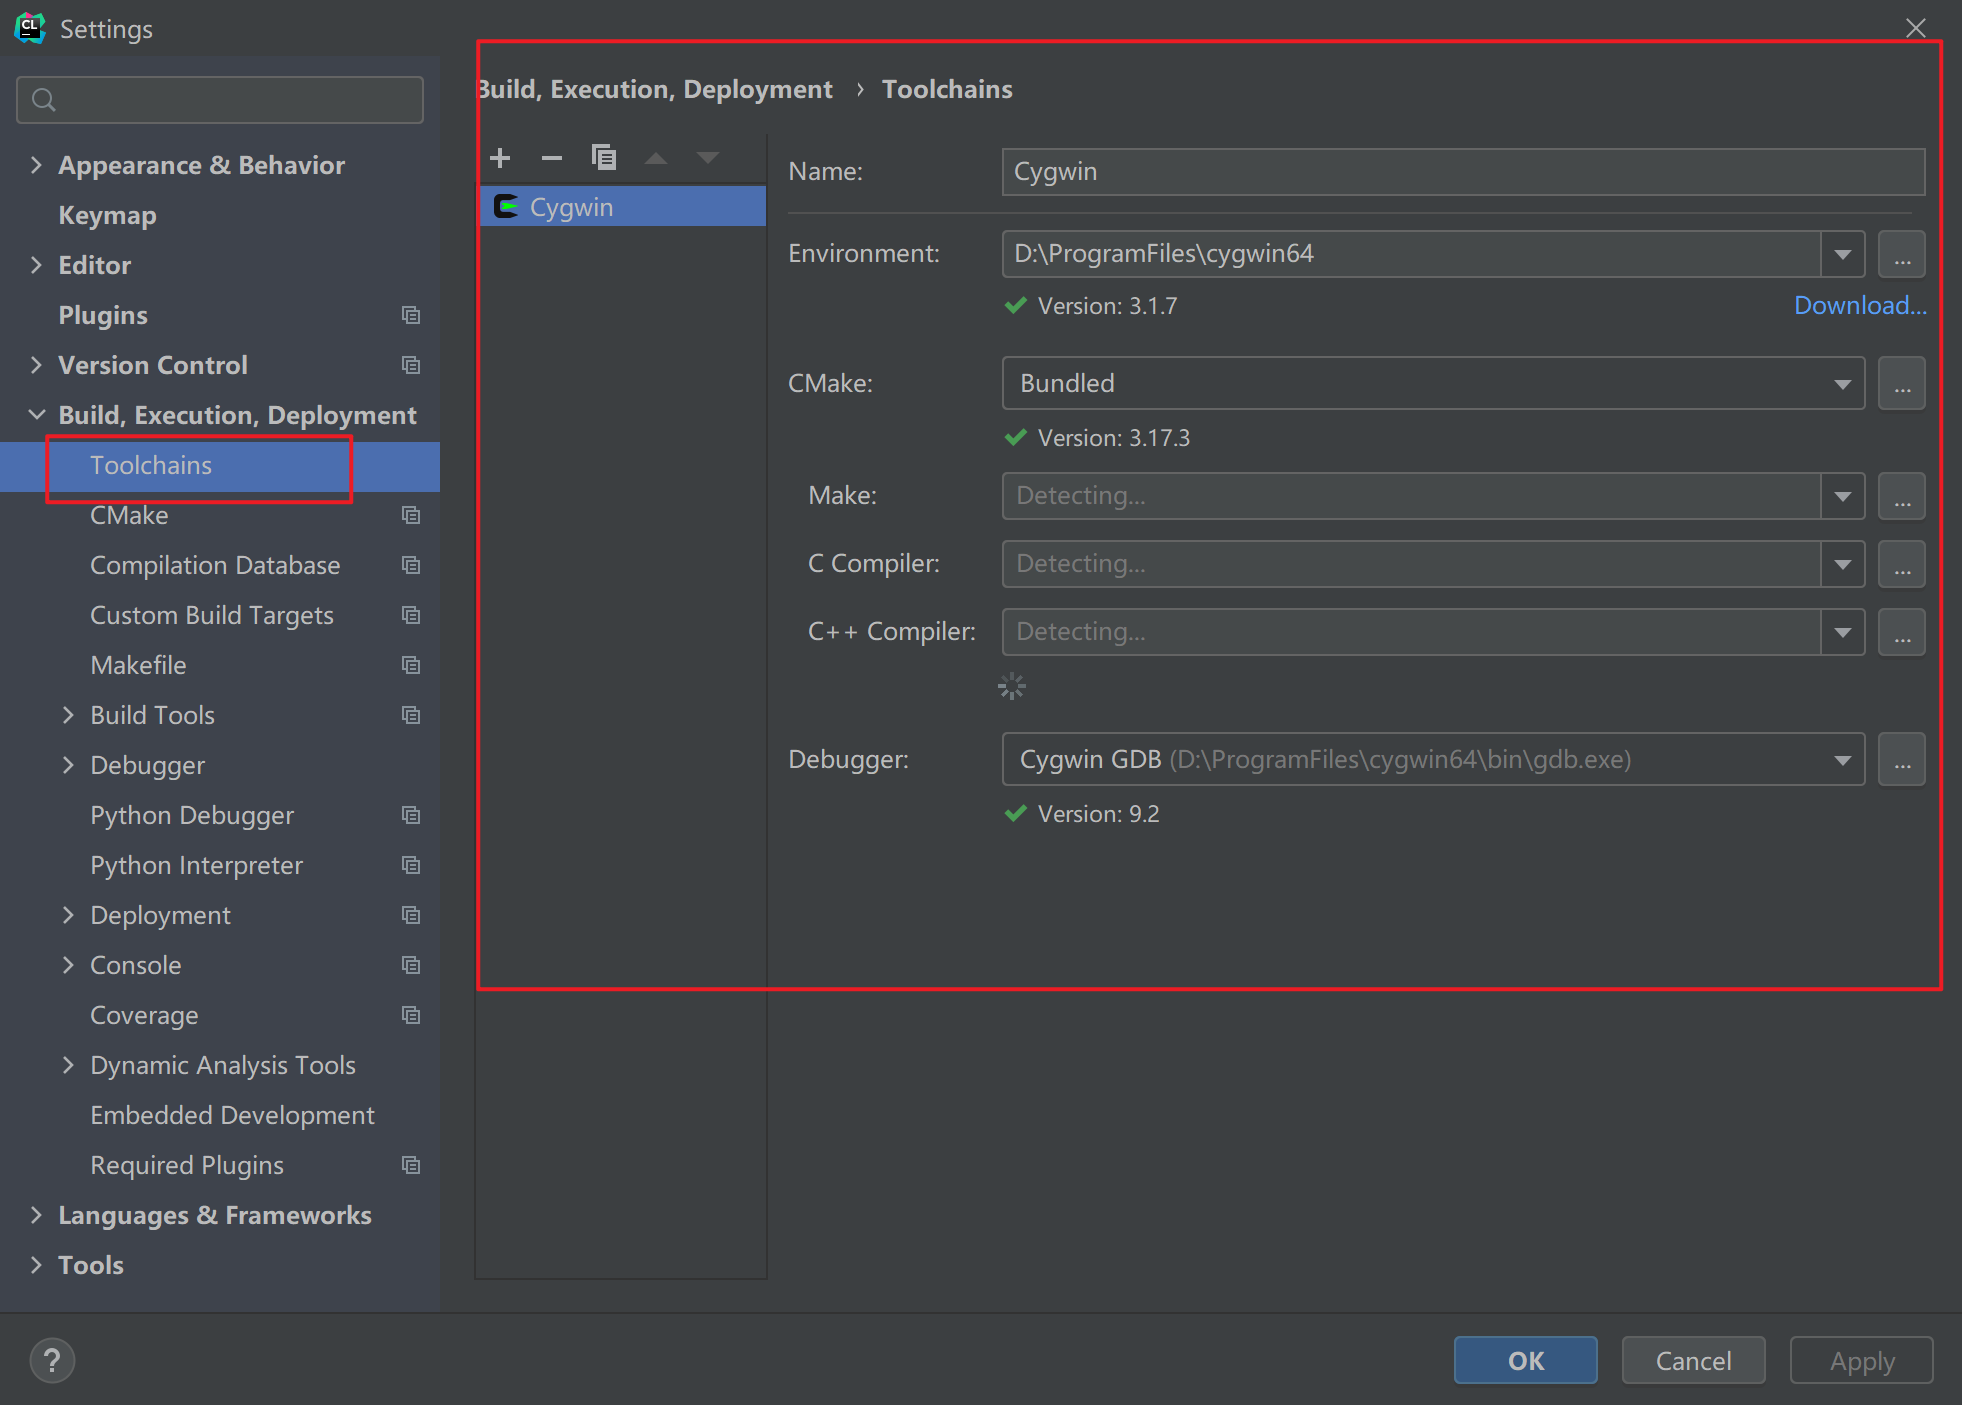 CL
Settings
Appearance & Behavior
Keymap
Editor
Plugins
Version Control
Build, Execution, Deployment
Toolchains
CMake
Compilation Database
Custom Build Targets
Makefile
Build Tools
Debugger
Python Debugger
Python Interpreter
Deployment
Console
Coverage
Dynamic Analysis Tools
Embedded Development
Required Plugins
Languages & Frameworks
Tools
Build, Execution, Deployment › Toolchains
Cygwin
Name: Cygwin
Environment: D:\ProgramFiles\cygwin64 ...
Version: 3.1.7 Download...
CMake: Bundled ...
Version: 3.17.3
Make: Detecting... ...
C Compiler: Detecting... ...
C++ Compiler: Detecting... ...
Debugger: Cygwin GDB (D:\ProgramFiles\cygwin64\bin\gdb.exe) ...
Version: 9.2
? OK Cancel Apply